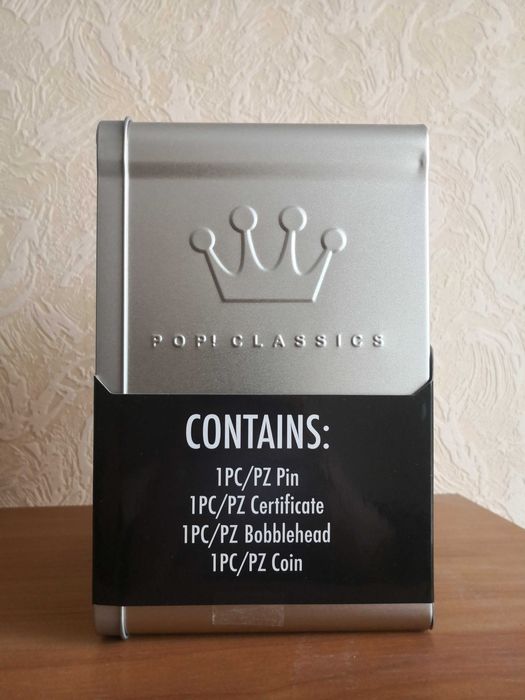 POP! CLASSICS
CONTAINS:
1PC/PZ Pin
1PC/PZ Certificate
1PC/PZ Bobblehead
1PC/PZ Coin